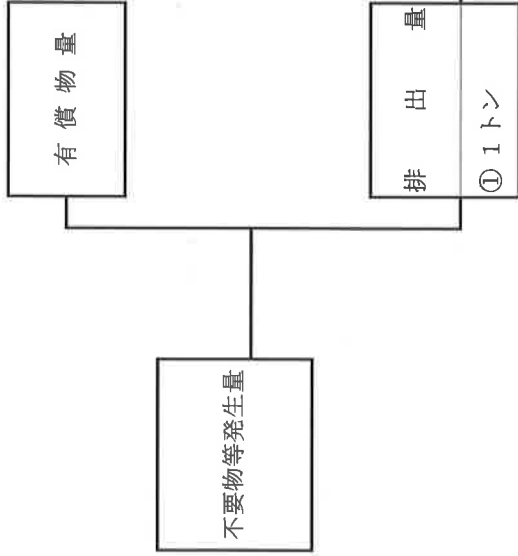 不要物等発生量
有償物量
排出量
①1トン